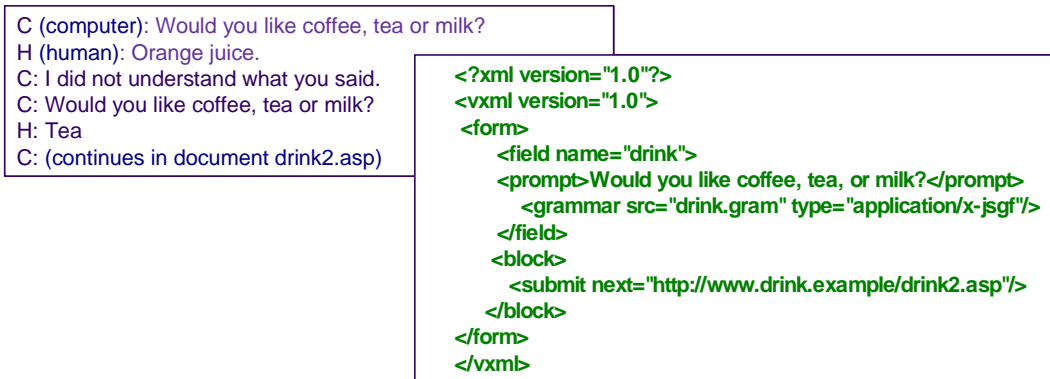 C (computer): Would you like coffee, tea or milk?
H (human): Orange juice.
C: I did not understand what you said.
C: Would you like coffee, tea or milk?
H: Tea
C: (continues in document drink2.asp)
<?xml version="1.0"?>
<vxml version="1.0">
<form>
<field name="drink">
<prompt>Would you like coffee, tea, or milk?</prompt>
<grammar src="drink.gram" type="application/x-jsgf"/>
</field>
<block>
<submit next="http://www.drink.example/drink2.asp"/>
</block>
</form>
</vxml>